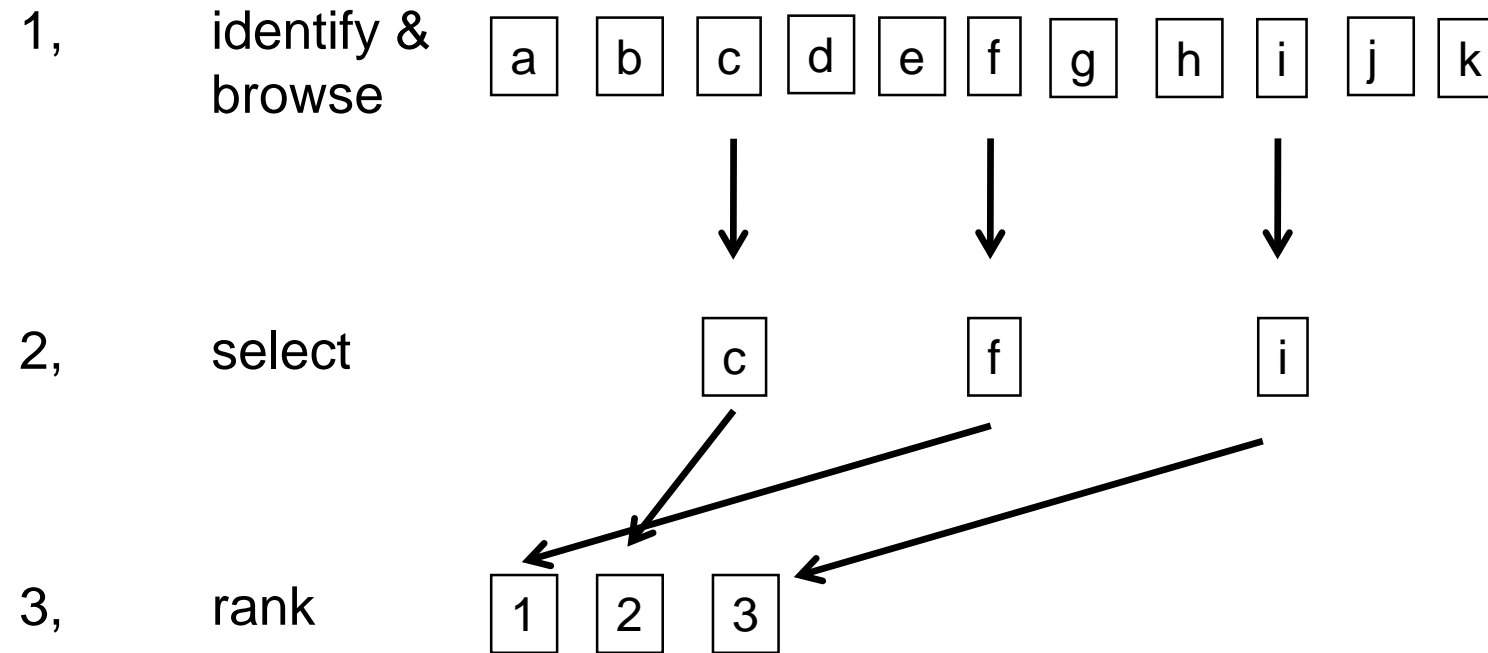 1, identify & a b c d e f g h i j k
browse
2, select c f i
3, rank 1 2 3